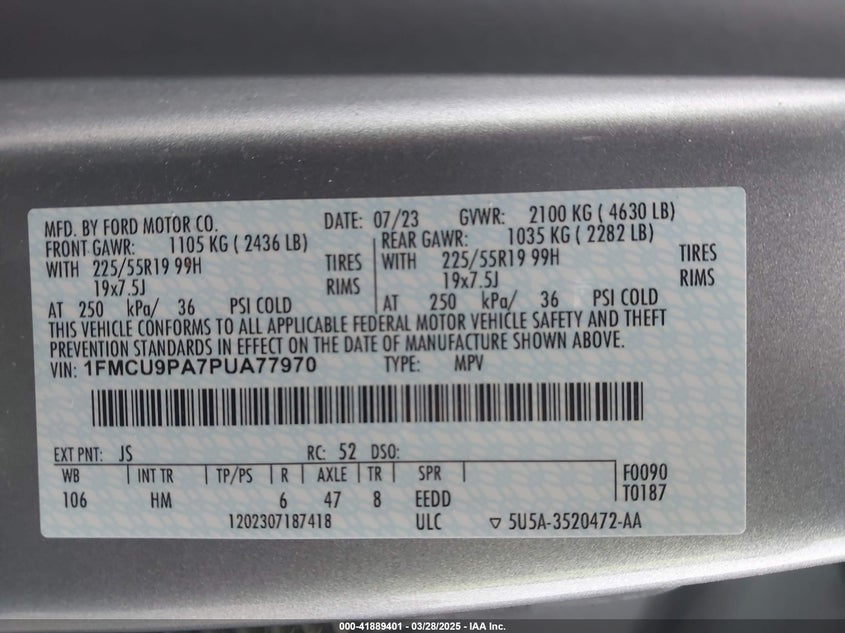 MFD. BY FORD MOTOR CO. DATE: 07/23 GVWR: 2100 KG ( 4630 LB)
FRONT GAWR: 1105 KG ( 2436 LB) REAR GAWR: 1035 KG ( 2282 LB)
WITH 225/55R19 99H TIRES WITH 225/55R19 99H TIRES
19x7.5J RIMS 19x7.5J RIMS
AT 250 kPa/ 36 PSI COLD AT 250 kPa/ 36 PSI COLD
THIS VEHICLE CONFORMS TO ALL APPLICABLE FEDERAL MOTOR VEHICLE SAFETY AND THEFT
PREVENTION STANDARDS IN EFFECT ON THE DATE OF MANUFACTURE SHOWN ABOVE.
VIN: 1FMCU9PA7PUA77970 TYPE: MPV
EXT PNT: JS RC: 52 DSO:
WB INT TR TP/PS R AXLE TR SPR F0090
106 HM 6 47 8 EEDD T0187
1202307187418 ULC ▽ 5U5A-3520472-AA
000-41889401 - 03/28/2025 - IAA Inc.